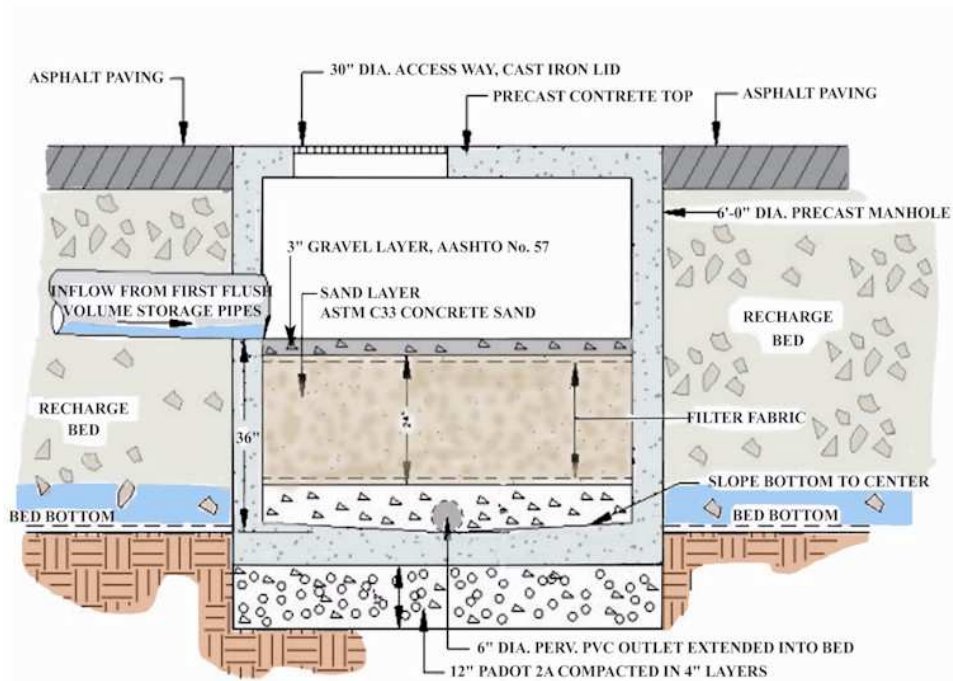 30" DIA. ACCESS WAY, CAST IRON LID
ASPHALT PAVING
PRECAST CONTRETE TOP
ASPHALT PAVING
6'-0" DIA. PRECAST MANHOLE
3" GRAVEL LAYER, AASHTO No. 57
INFLOW FROM FIRST FLUSH
VOLUME STORAGE PIPES
SAND LAYER
ASTM C33 CONCRETE SAND
RECHARGE
BED
RECHARGE
BED
36"
24"
FILTER FABRIC
SLOPE BOTTOM TO CENTER
BED BOTTOM
BED BOTTOM
6" DIA. PERV. PVC OUTLET EXTENDED INTO BED
12" PADOT 2A COMPACTED IN 4" LAYERS